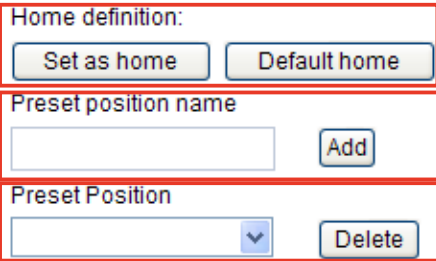 Home definition:
Set as home Default home
Preset position name
Add
Preset Position
Delete